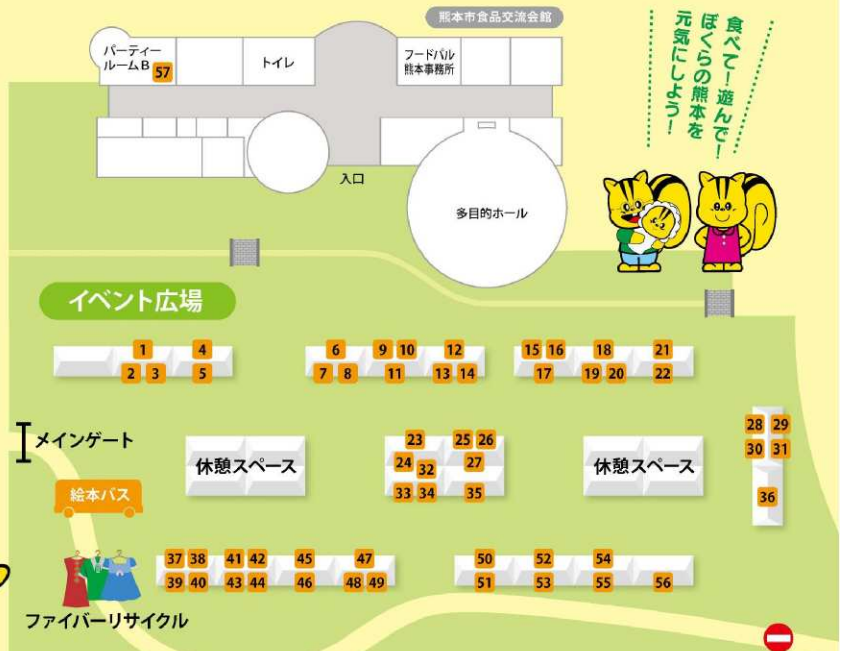 熊本市食品交流会館
食べて!遊んで!
ぼくらの熊本を
元気にしよう!
パーティー
ルームB 57
トイレ
フードパル
熊本事務所
入口
多目的ホール
イベント広場
1 4
2 3 5
6 9 10 12
7 8 11 13 14
15 16 18 21
17 19 20 22
メインゲート
休憩スペース
23 25 26
24 32 27
33 34 35
休憩スペース
28 29
30 31
36
絵本バス
ファイバーリサイクル
37 38 41 42 45 47
39 40 43 44 46 48 49
50 52 54
51 53 55 56